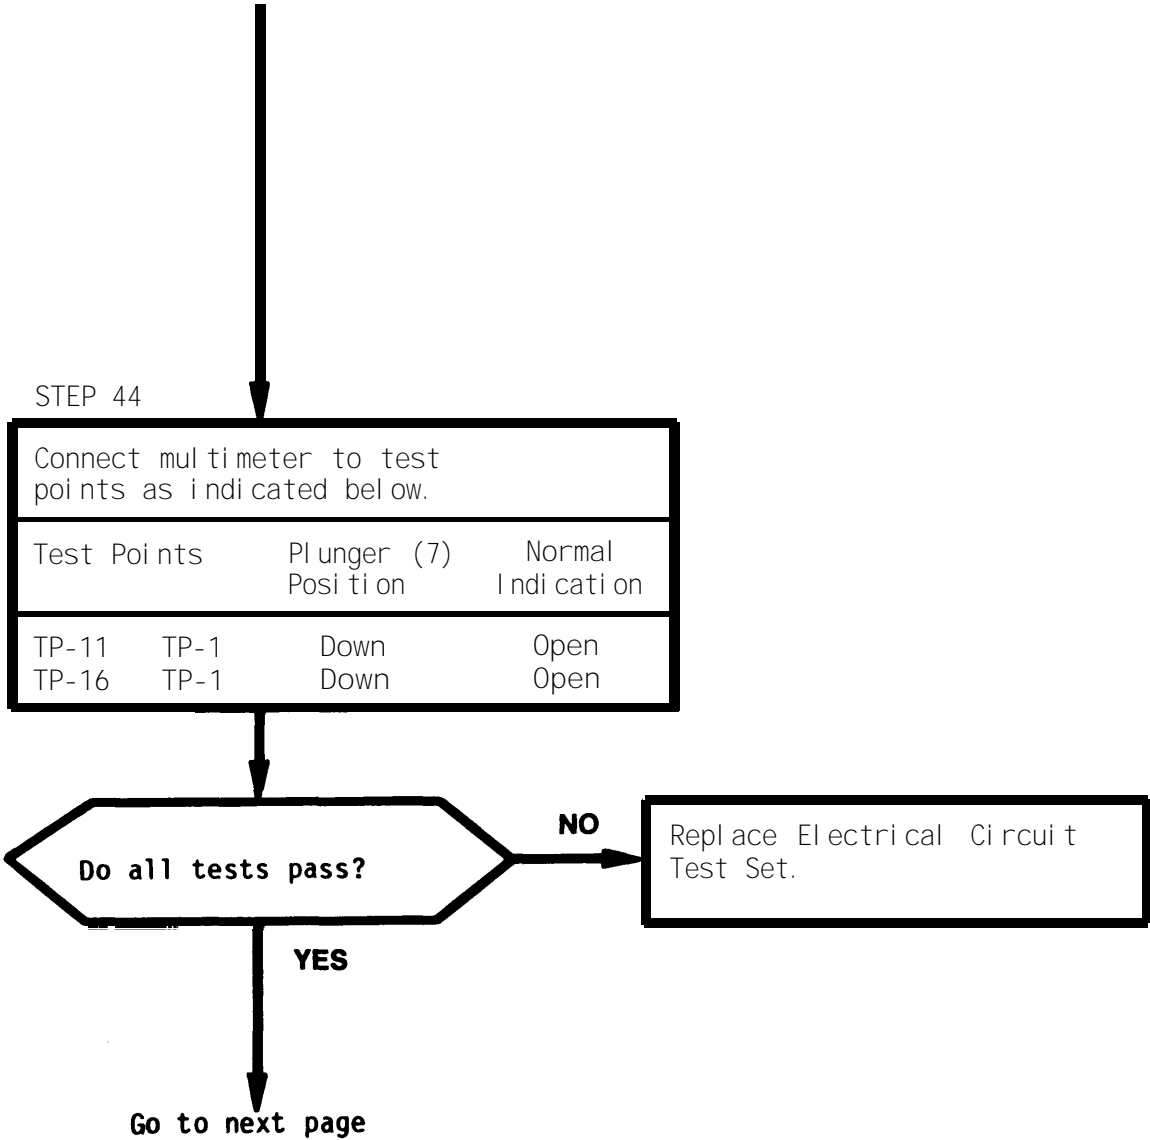 STEP 44
Connect multimeter to test
points as indicated below.
Test Points Plunger (7) Normal
Position Indication
TP-11 TP-1 Down Open
TP-16 TP-1 Down Open
Do all tests pass?
NO
Replace Electrical Circuit
Test Set.
YES
Go to next page